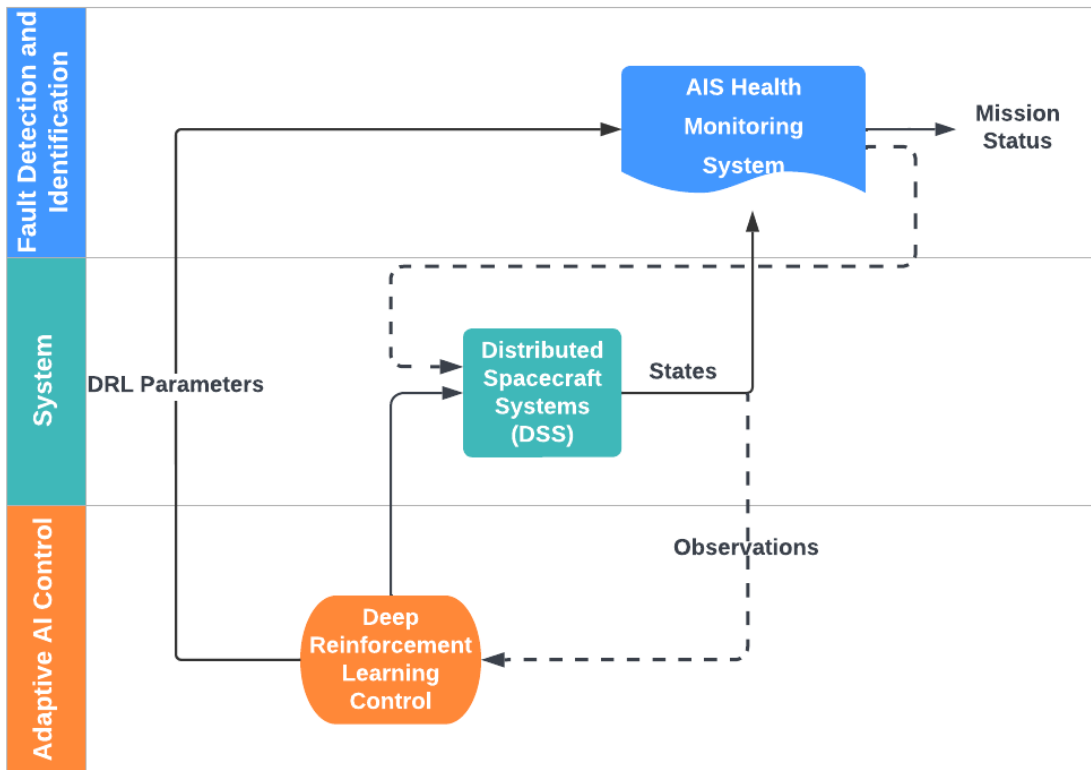 Fault Detection and
Identification
AIS Health
Monitoring
System
Mission
Status
System
DRL Parameters
Distributed
Spacecraft
Systems
(DSS)
States
Adaptive AI Control
Observations
Deep
Reinforcement
Learning
Control